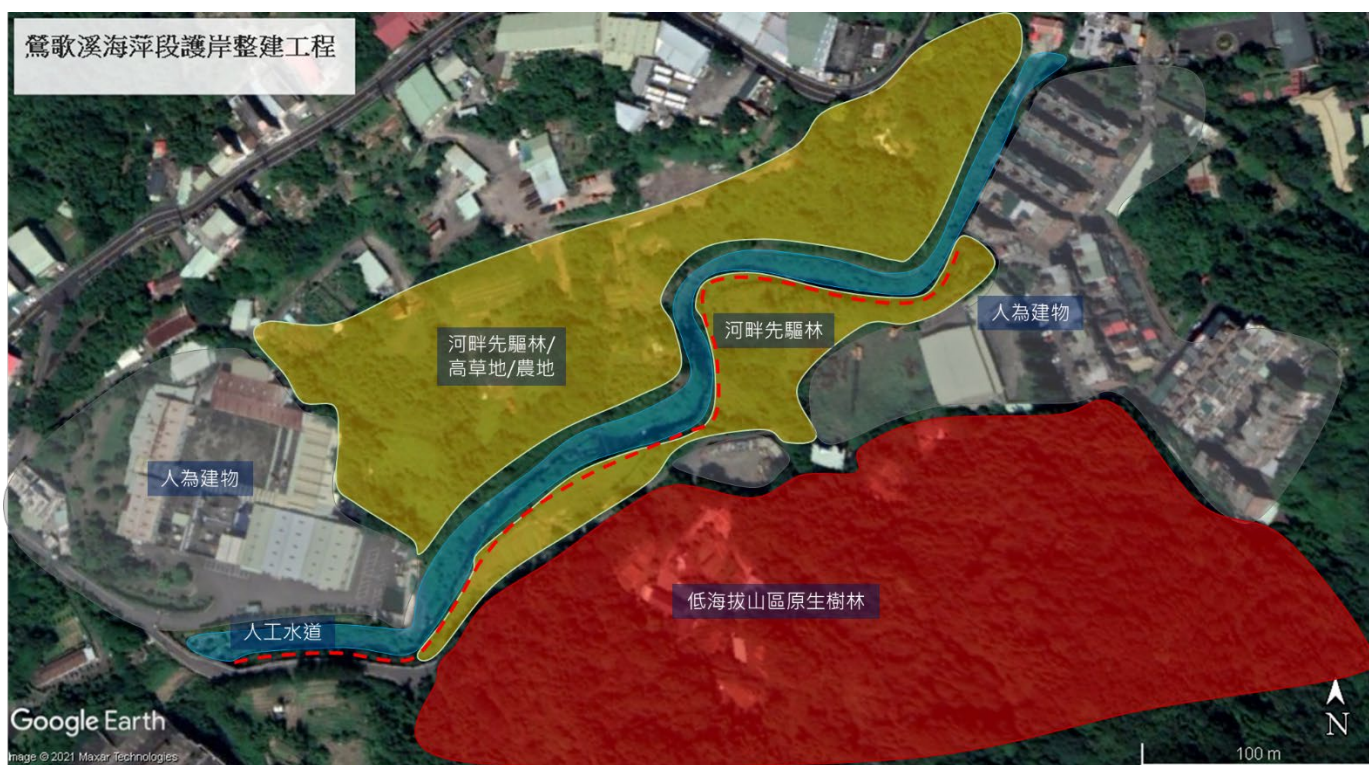 鶯歌溪海萍段護岸整建工程
河畔先驅林/
高草地/農地
河畔先驅林
人為建物
人為建物
低海拔山區原生樹林
人工水道
Google Earth
Image © 2021 Maxar Technologies
N
100 m